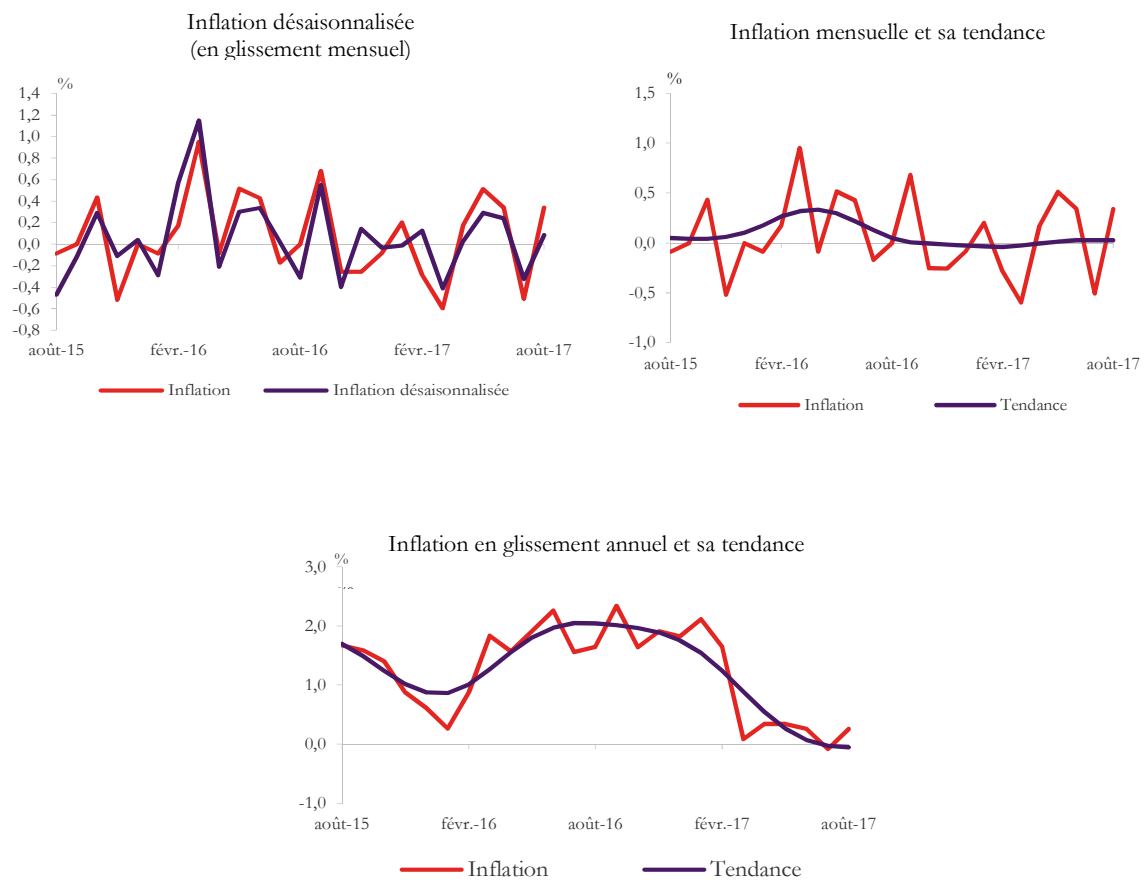 Inflation désaisonnalisée
(en glissement mensuel)
%
1,4
1,2
1,0
0,8
0,6
0,4
0,2
0,0
-0,2
-0,4
-0,6
-0,8
août-15 févr.-16 août-16 févr.-17 août-17
Inflation Inflation désaisonnalisée
Inflation mensuelle et sa tendance
%
1,5
1,0
0,5
0,0
-0,5
-1,0
août-15 févr.-16 août-16 févr.-17 août-17
Inflation Tendance
Inflation en glissement annuel et sa tendance
%
3,0
2,0
1,0
0,0
-1,0
août-15 févr.-16 août-16 févr.-17 août-17
Inflation Tendance